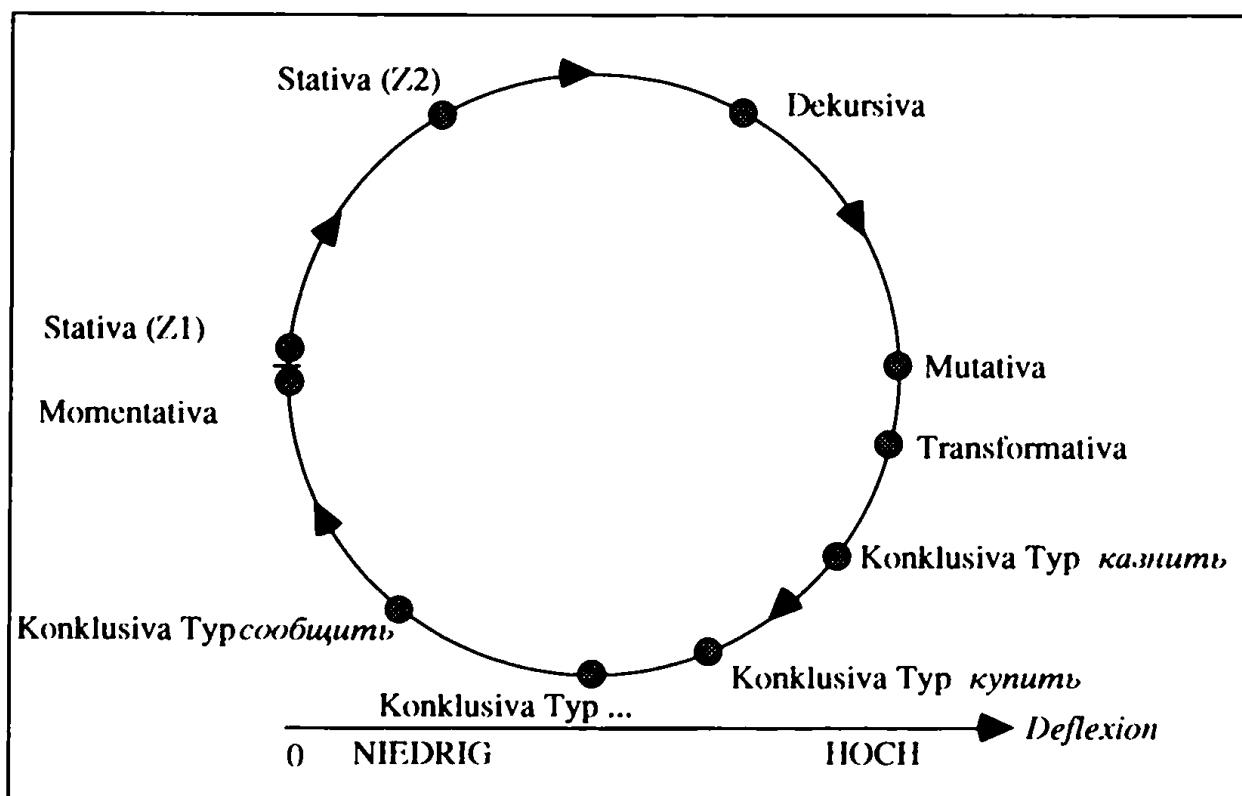 Stativa (Z2)
Dekursiva
Stativa (Z1)
Momentativa
Mutativa
Transformativa
Konklusiva Typ казнить
Konklusiva Typ сообщить
Konklusiva Typ купить
Konklusiva Typ ...
Deflexion
0 NIEDRIG HOCH